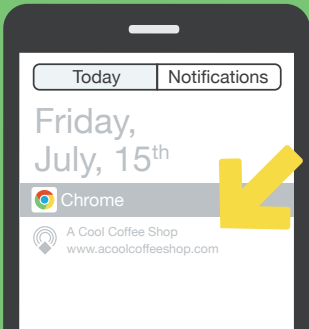 Today Notifications
Friday,
July, 15th
Chrome
A Cool Coffee Shop
www.acoolcoffeeshop.com